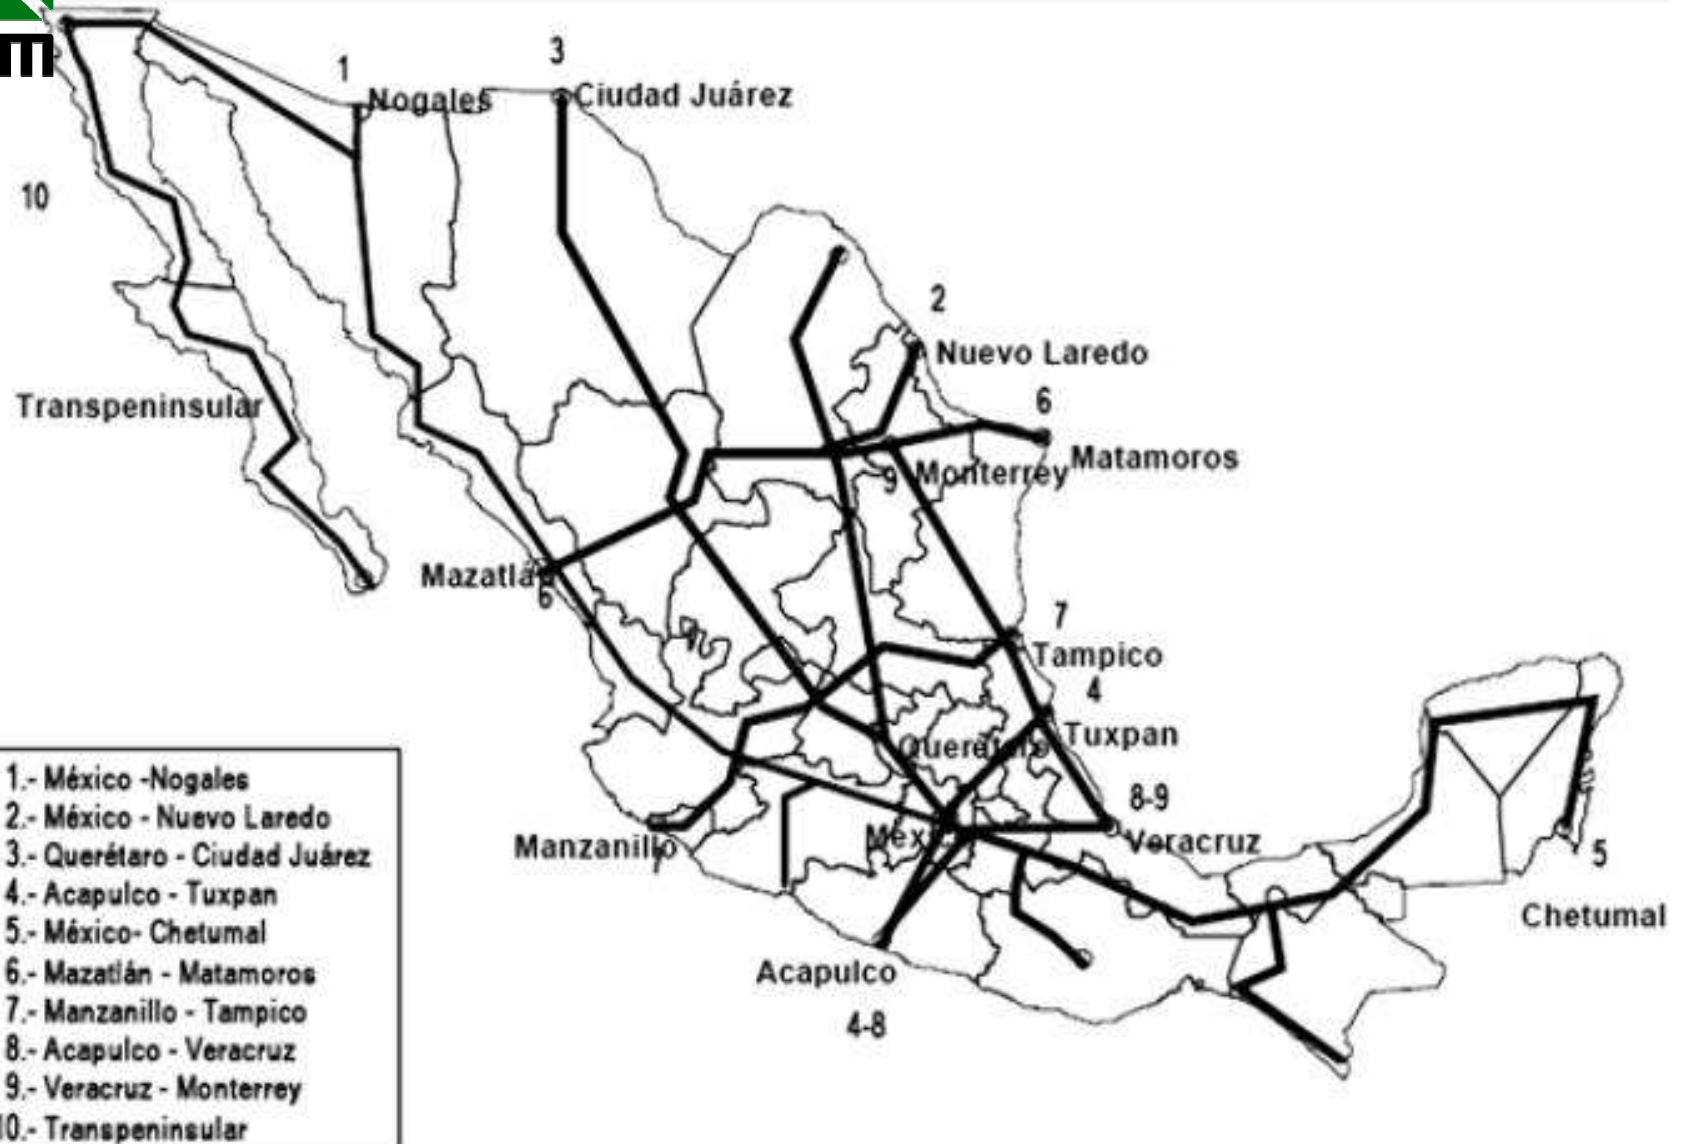 m
1
Nogales
3
Ciudad Juárez
10
2
Nuevo Laredo
6
Matamoros
9 Monterrey
Transpeninsular
Mazatlán
6
7
Tampico
4
Tuxpan
Querétaro
8-9
Veracruz
México
Manzanillo
5
Chetumal
Acapulco
4-8
1.- México -Nogales
2.- México - Nuevo Laredo
3.- Querétaro - Ciudad Juárez
4.- Acapulco - Tuxpan
5.- México- Chetumal
6.- Mazatlán - Matamoros
7.- Manzanillo - Tampico
8.- Acapulco - Veracruz
9.- Veracruz - Monterrey
10.- Transpeninsular